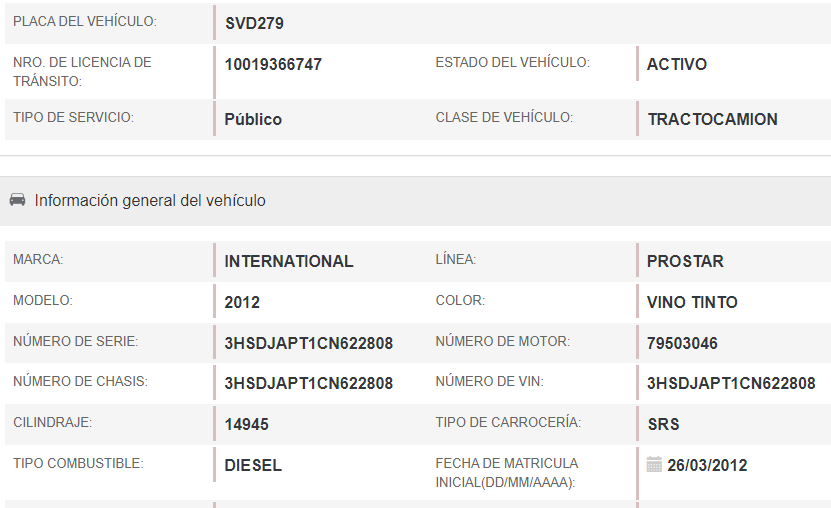 PLACA DEL VEHÍCULO: SVD279
NRO. DE LICENCIA DE TRÁNSITO: 10019366747 ESTADO DEL VEHÍCULO: ACTIVO
TIPO DE SERVICIO: Público CLASE DE VEHÍCULO: TRACTOCAMION
Información general del vehículo
MARCA: INTERNATIONAL LÍNEA: PROSTAR
MODELO: 2012 COLOR: VINO TINTO
NÚMERO DE SERIE: 3HSDJAPT1CN622808 NÚMERO DE MOTOR: 79503046
NÚMERO DE CHASIS: 3HSDJAPT1CN622808 NÚMERO DE VIN: 3HSDJAPT1CN622808
CILINDRAJE: 14945 TIPO DE CARROCERÍA: SRS
TIPO COMBUSTIBLE: DIESEL FECHA DE MATRICULA INICIAL(DD/MM/AAAA): 26/03/2012